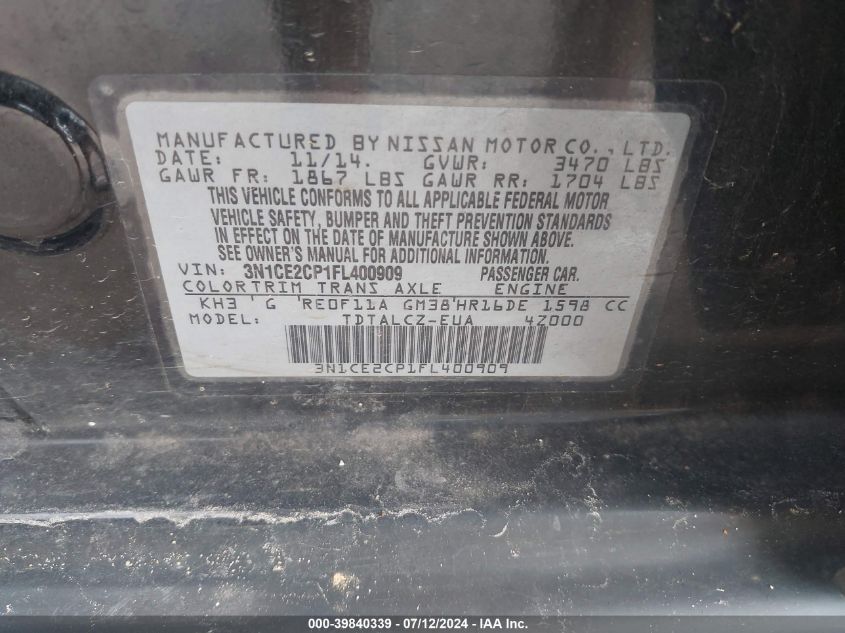 MANUFACTURED BY NISSAN MOTOR CO., LTD.
DATE: 11/14. GVWR: 3470 LBS
GAWR FR: 1867 LBS GAWR RR: 1704 LBS
THIS VEHICLE CONFORMS TO ALL APPLICABLE FEDERAL MOTOR
VEHICLE SAFETY, BUMPER AND THEFT PREVENTION STANDARDS
IN EFFECT ON THE DATE OF MANUFACTURE SHOWN ABOVE.
SEE OWNER'S MANUAL FOR ADDITIONAL INFORMATION.
VIN: 3N1CE2CP1FL400909 PASSENGER CAR.
COLOR TRIM TRANS AXLE ENGINE
KH3 'G 'RE0F11A GM38'HR16DE 1598 CC
MODEL: TDTALCZ-EUA 4Z000
3N1CE2CP1FL400909
000-39840339 - 07/12/2024 - IAA Inc.